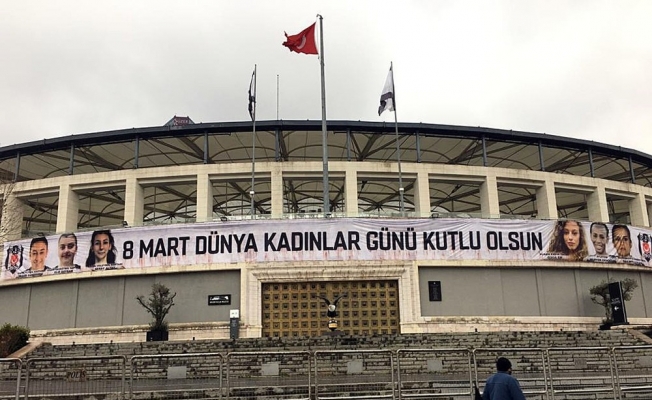 8 MART DÜNYA KADINLAR GÜNÜ KUTLU OLSUN